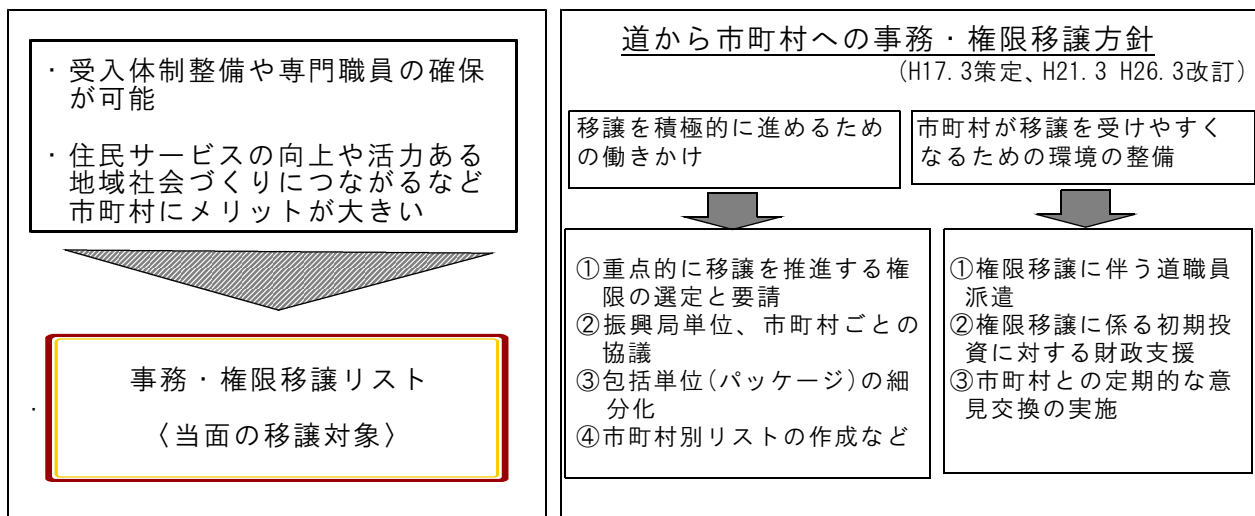 ・受入体制整備や専門職員の確保
が可能
・住民サービスの向上や活力ある
地域社会づくりにつながるなど
市町村にメリットが大きい
事務・権限移譲リスト
〈当面の移譲対象〉
道から市町村への事務・権限移譲方針
(H17.3策定、H21.3 H26.3改訂)
移譲を積極的に進めるため
の働きかけ
①重点的に移譲を推進する権
限の選定と要請
②振興局単位、市町村ごとの
協議
③包括単位(パッケージ)の細
分化
④市町村別リストの作成など
市町村が移譲を受けやすく
なるための環境の整備
①権限移譲に伴う道職員
派遣
②権限移譲に係る初期投
資に対する財政支援
③市町村との定期的な意
見交換の実施